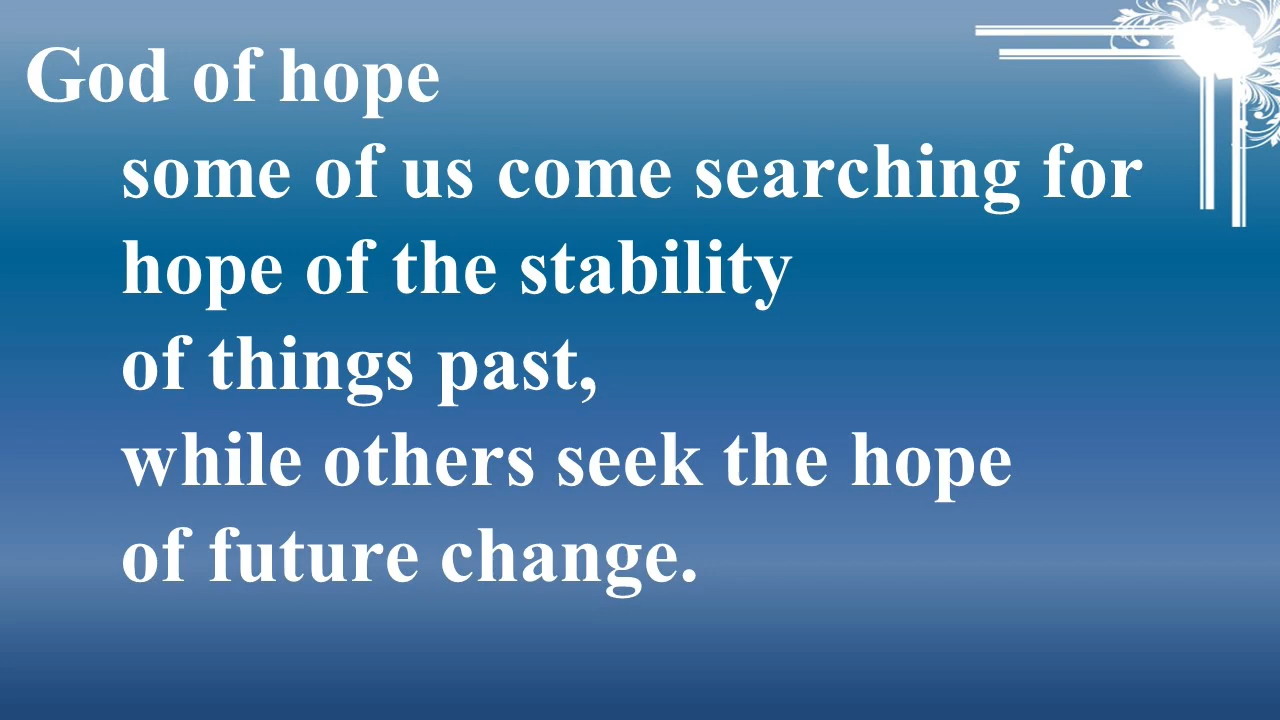 God of hope
some of us come searching for
hope of the stability
of things past,
while others seek the hope
of future change.